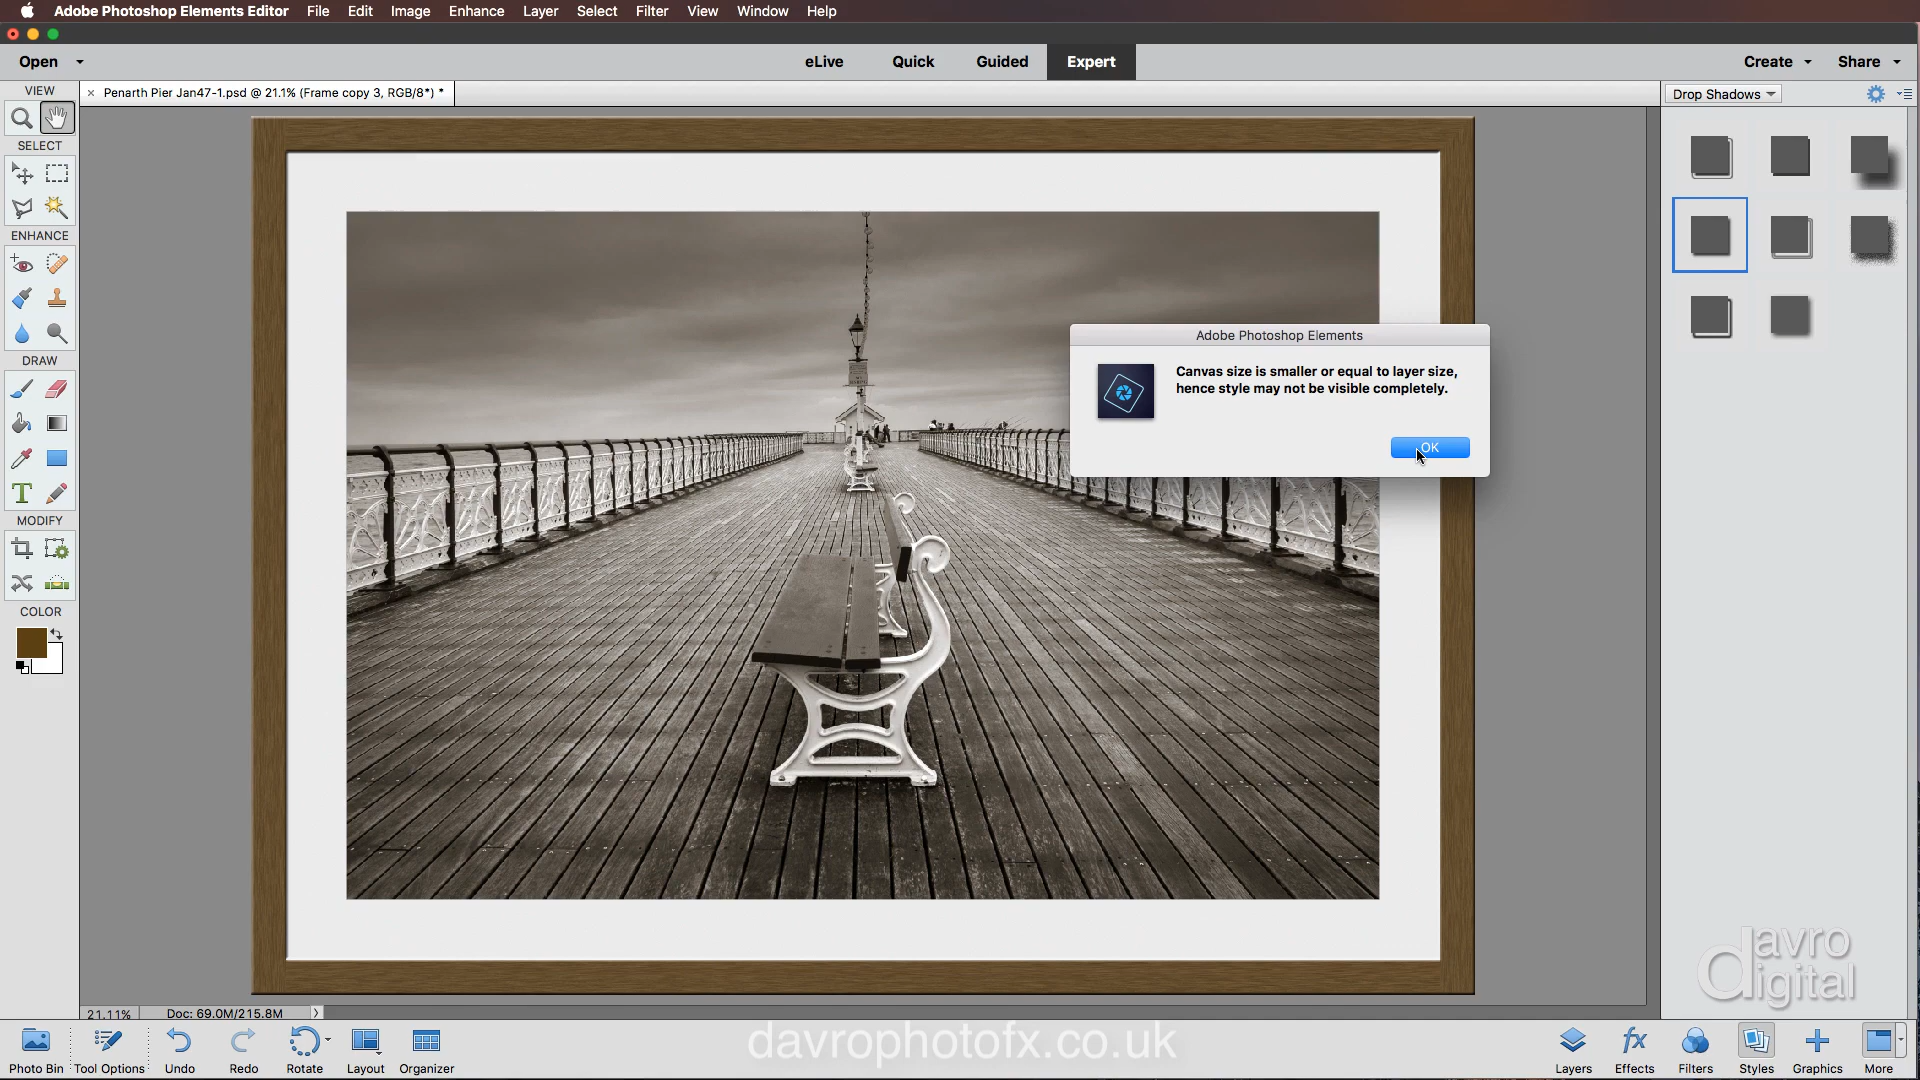 Adobe Photoshop Elements Editor File Edit Image Enhance Layer Select Filter View Window Help
Open eLive Quick Guided Expert Create Share
VIEW × Penarth Pier Jan47-1.psd @ 21.1% (Frame copy 3, RGB/8*) * Drop Shadows
SELECT
ENHANCE
Adobe Photoshop Elements
Canvas size is smaller or equal to layer size,
hence style may not be visible completely.
OK
DRAW
T
MODIFY
COLOR
davro
digital
21.11% Doc: 69.0M/215.8M
davrophotofx.co.uk
fx
Photo Bin Tool Options Undo Redo Rotate Layout Organizer Layers Effects Filters Styles Graphics More